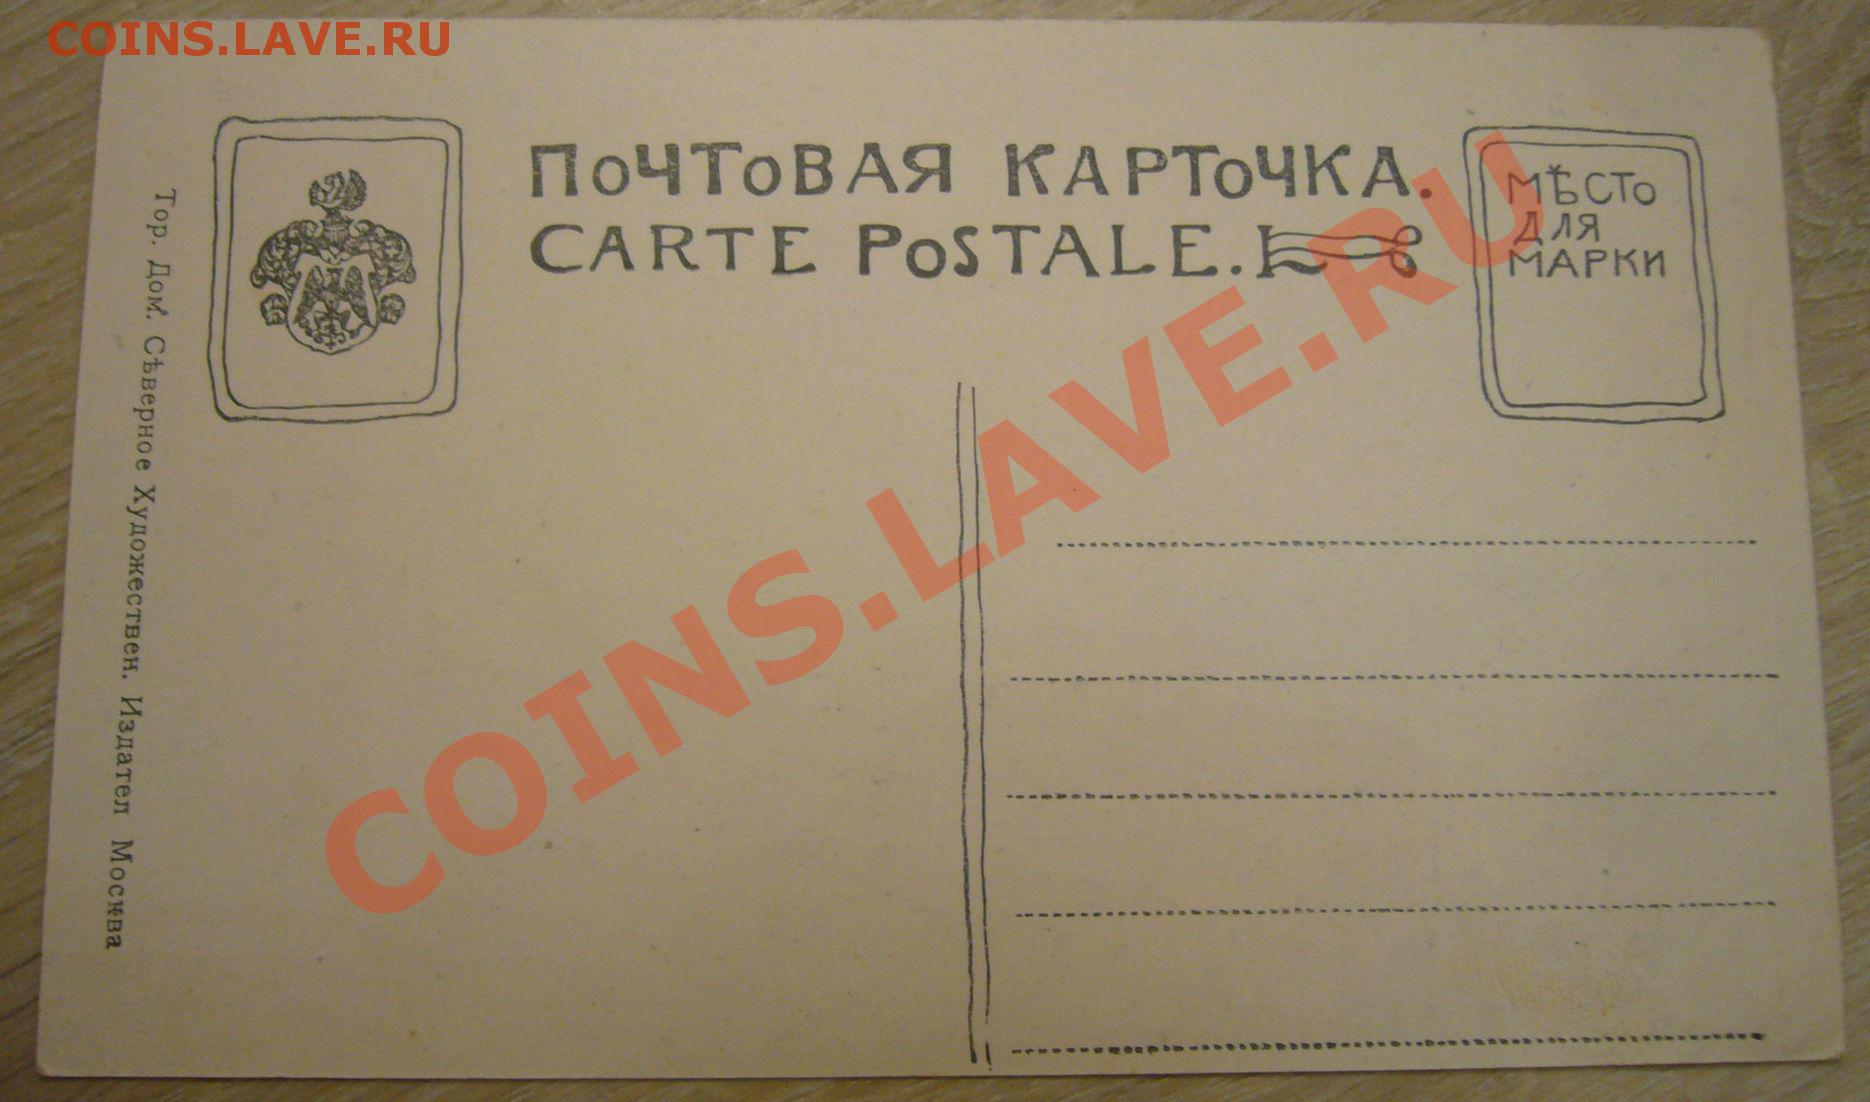 COINS.LAVE.RU
ПОЧТОВАЯ КАРТОЧКА.
CARTE POSTALE.
МѢСТО
ДЛЯ
МАРКИ
Тор. Дом. Сѣверное Художествен. Издател Москва
COINS.LAVE.RU